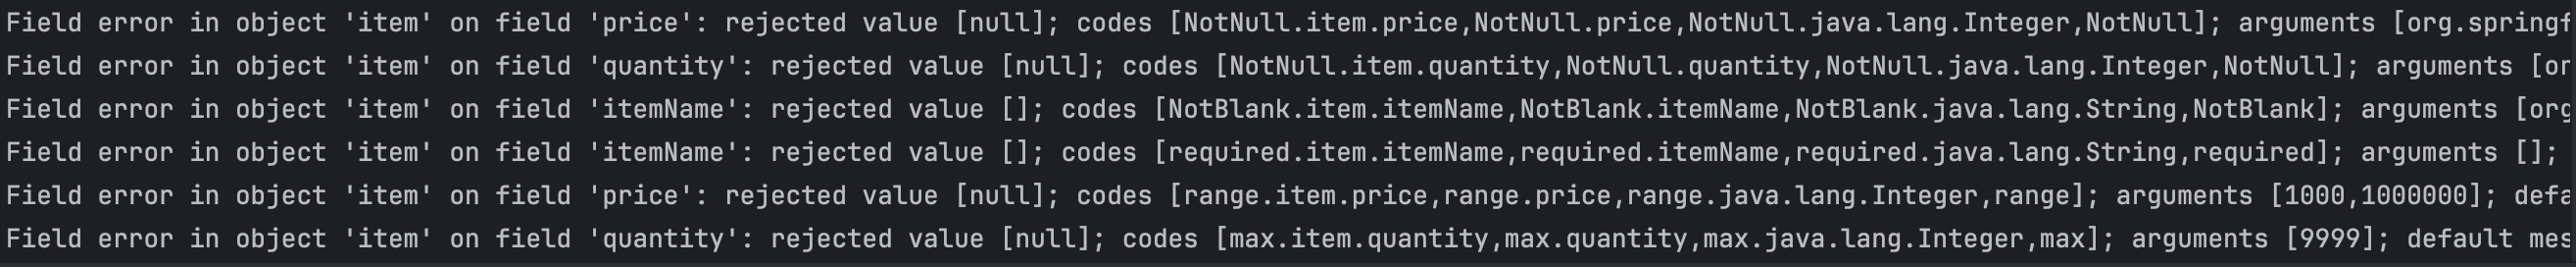 Field error in object 'item' on field 'price': rejected value [null]; codes [NotNull.item.price,NotNull.price,NotNull.java.lang.Integer,NotNull]; arguments [org.springf
Field error in object 'item' on field 'quantity': rejected value [null]; codes [NotNull.item.quantity,NotNull.quantity,NotNull.java.lang.Integer,NotNull]; arguments [or
Field error in object 'item' on field 'itemName': rejected value []; codes [NotBlank.item.itemName,NotBlank.itemName,NotBlank.java.lang.String,NotBlank]; arguments [org
Field error in object 'item' on field 'itemName': rejected value []; codes [required.item.itemName,required.itemName,required.java.lang.String,required]; arguments [];
Field error in object 'item' on field 'price': rejected value [null]; codes [range.item.price,range.price,range.java.lang.Integer,range]; arguments [1000,1000000]; defa
Field error in object 'item' on field 'quantity': rejected value [null]; codes [max.item.quantity,max.quantity,max.java.lang.Integer,max]; arguments [9999]; default mes